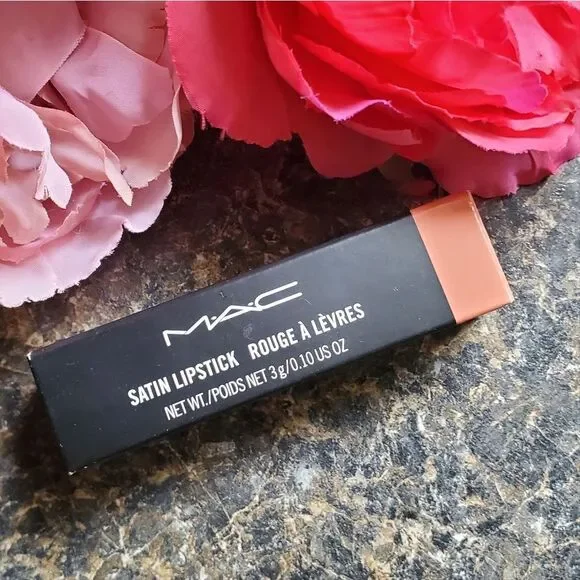 M·A·C
SATIN LIPSTICK ROUGE À LÈVRES
NET WT./POIDS NET 3 g/0.10 US OZ